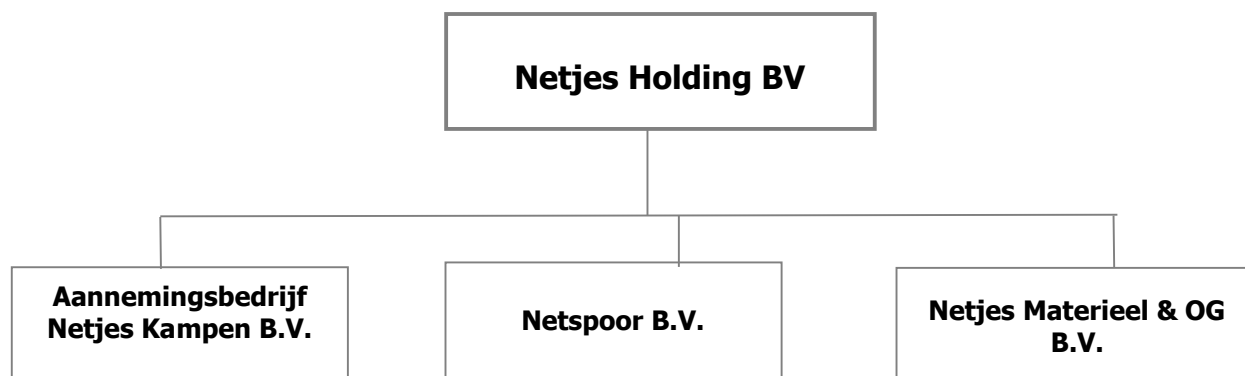 Netjes Holding BV
Aannemingsbedrijf
Netjes Kampen B.V.
Netspoor B.V.
Netjes Materieel & OG
B.V.